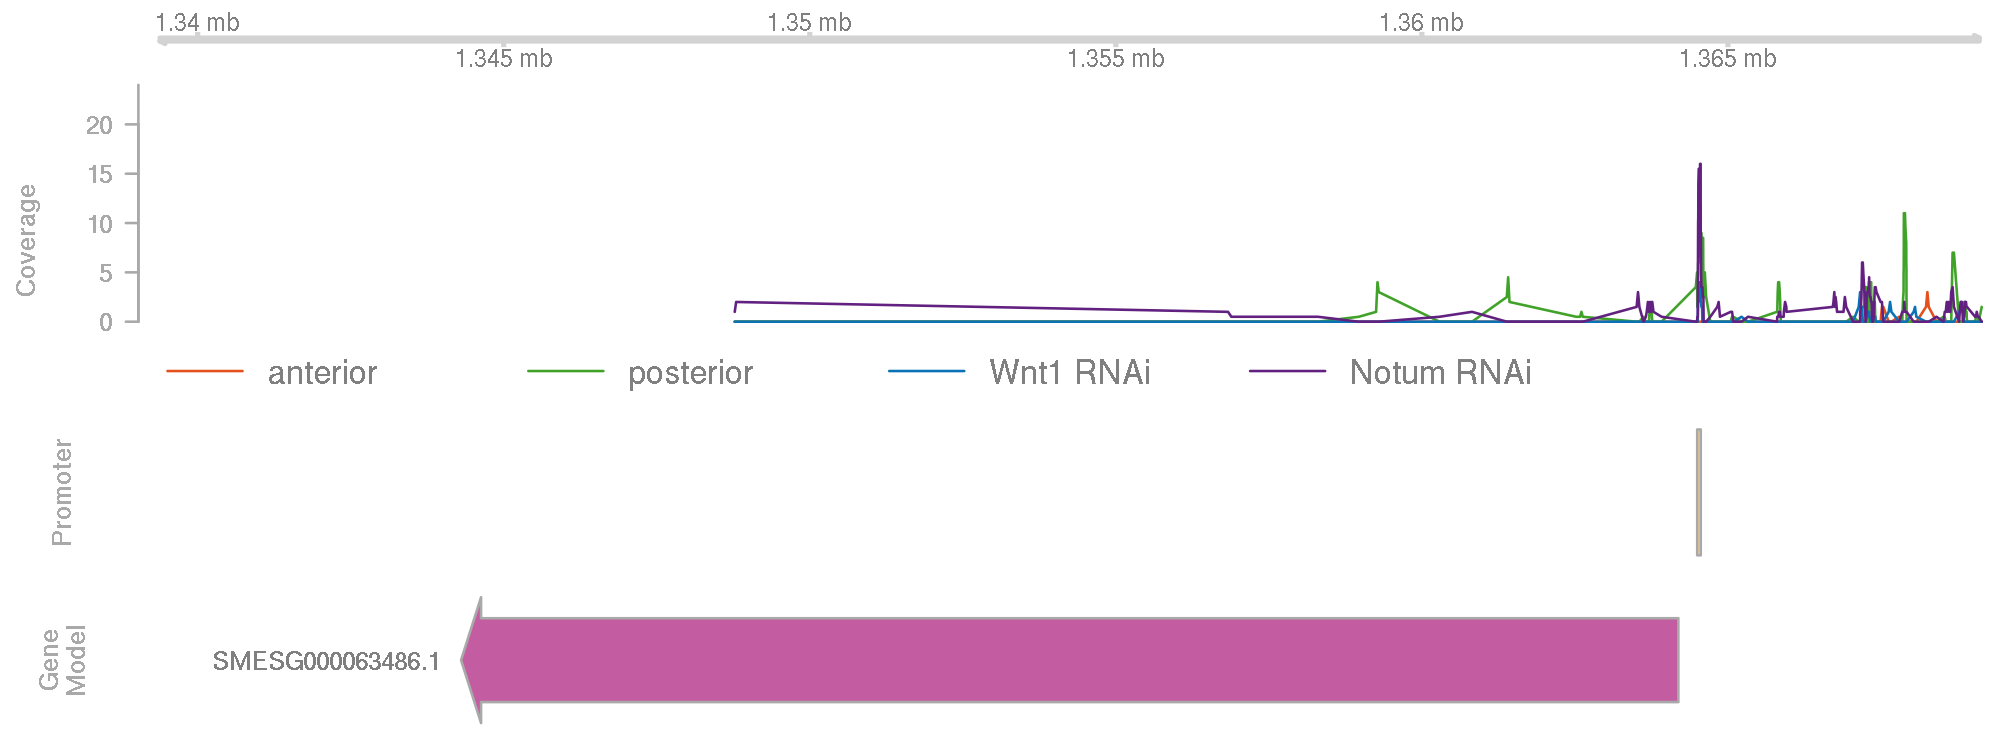 1.34 mb
1.35 mb
1.36 mb
1.345 mb
1.355 mb
1.365 mb
Coverage
20
15
10
5
0
anterior
posterior
Wnt1 RNAi
Notum RNAi
Promoter
Gene
Model
SMESG000063486.1